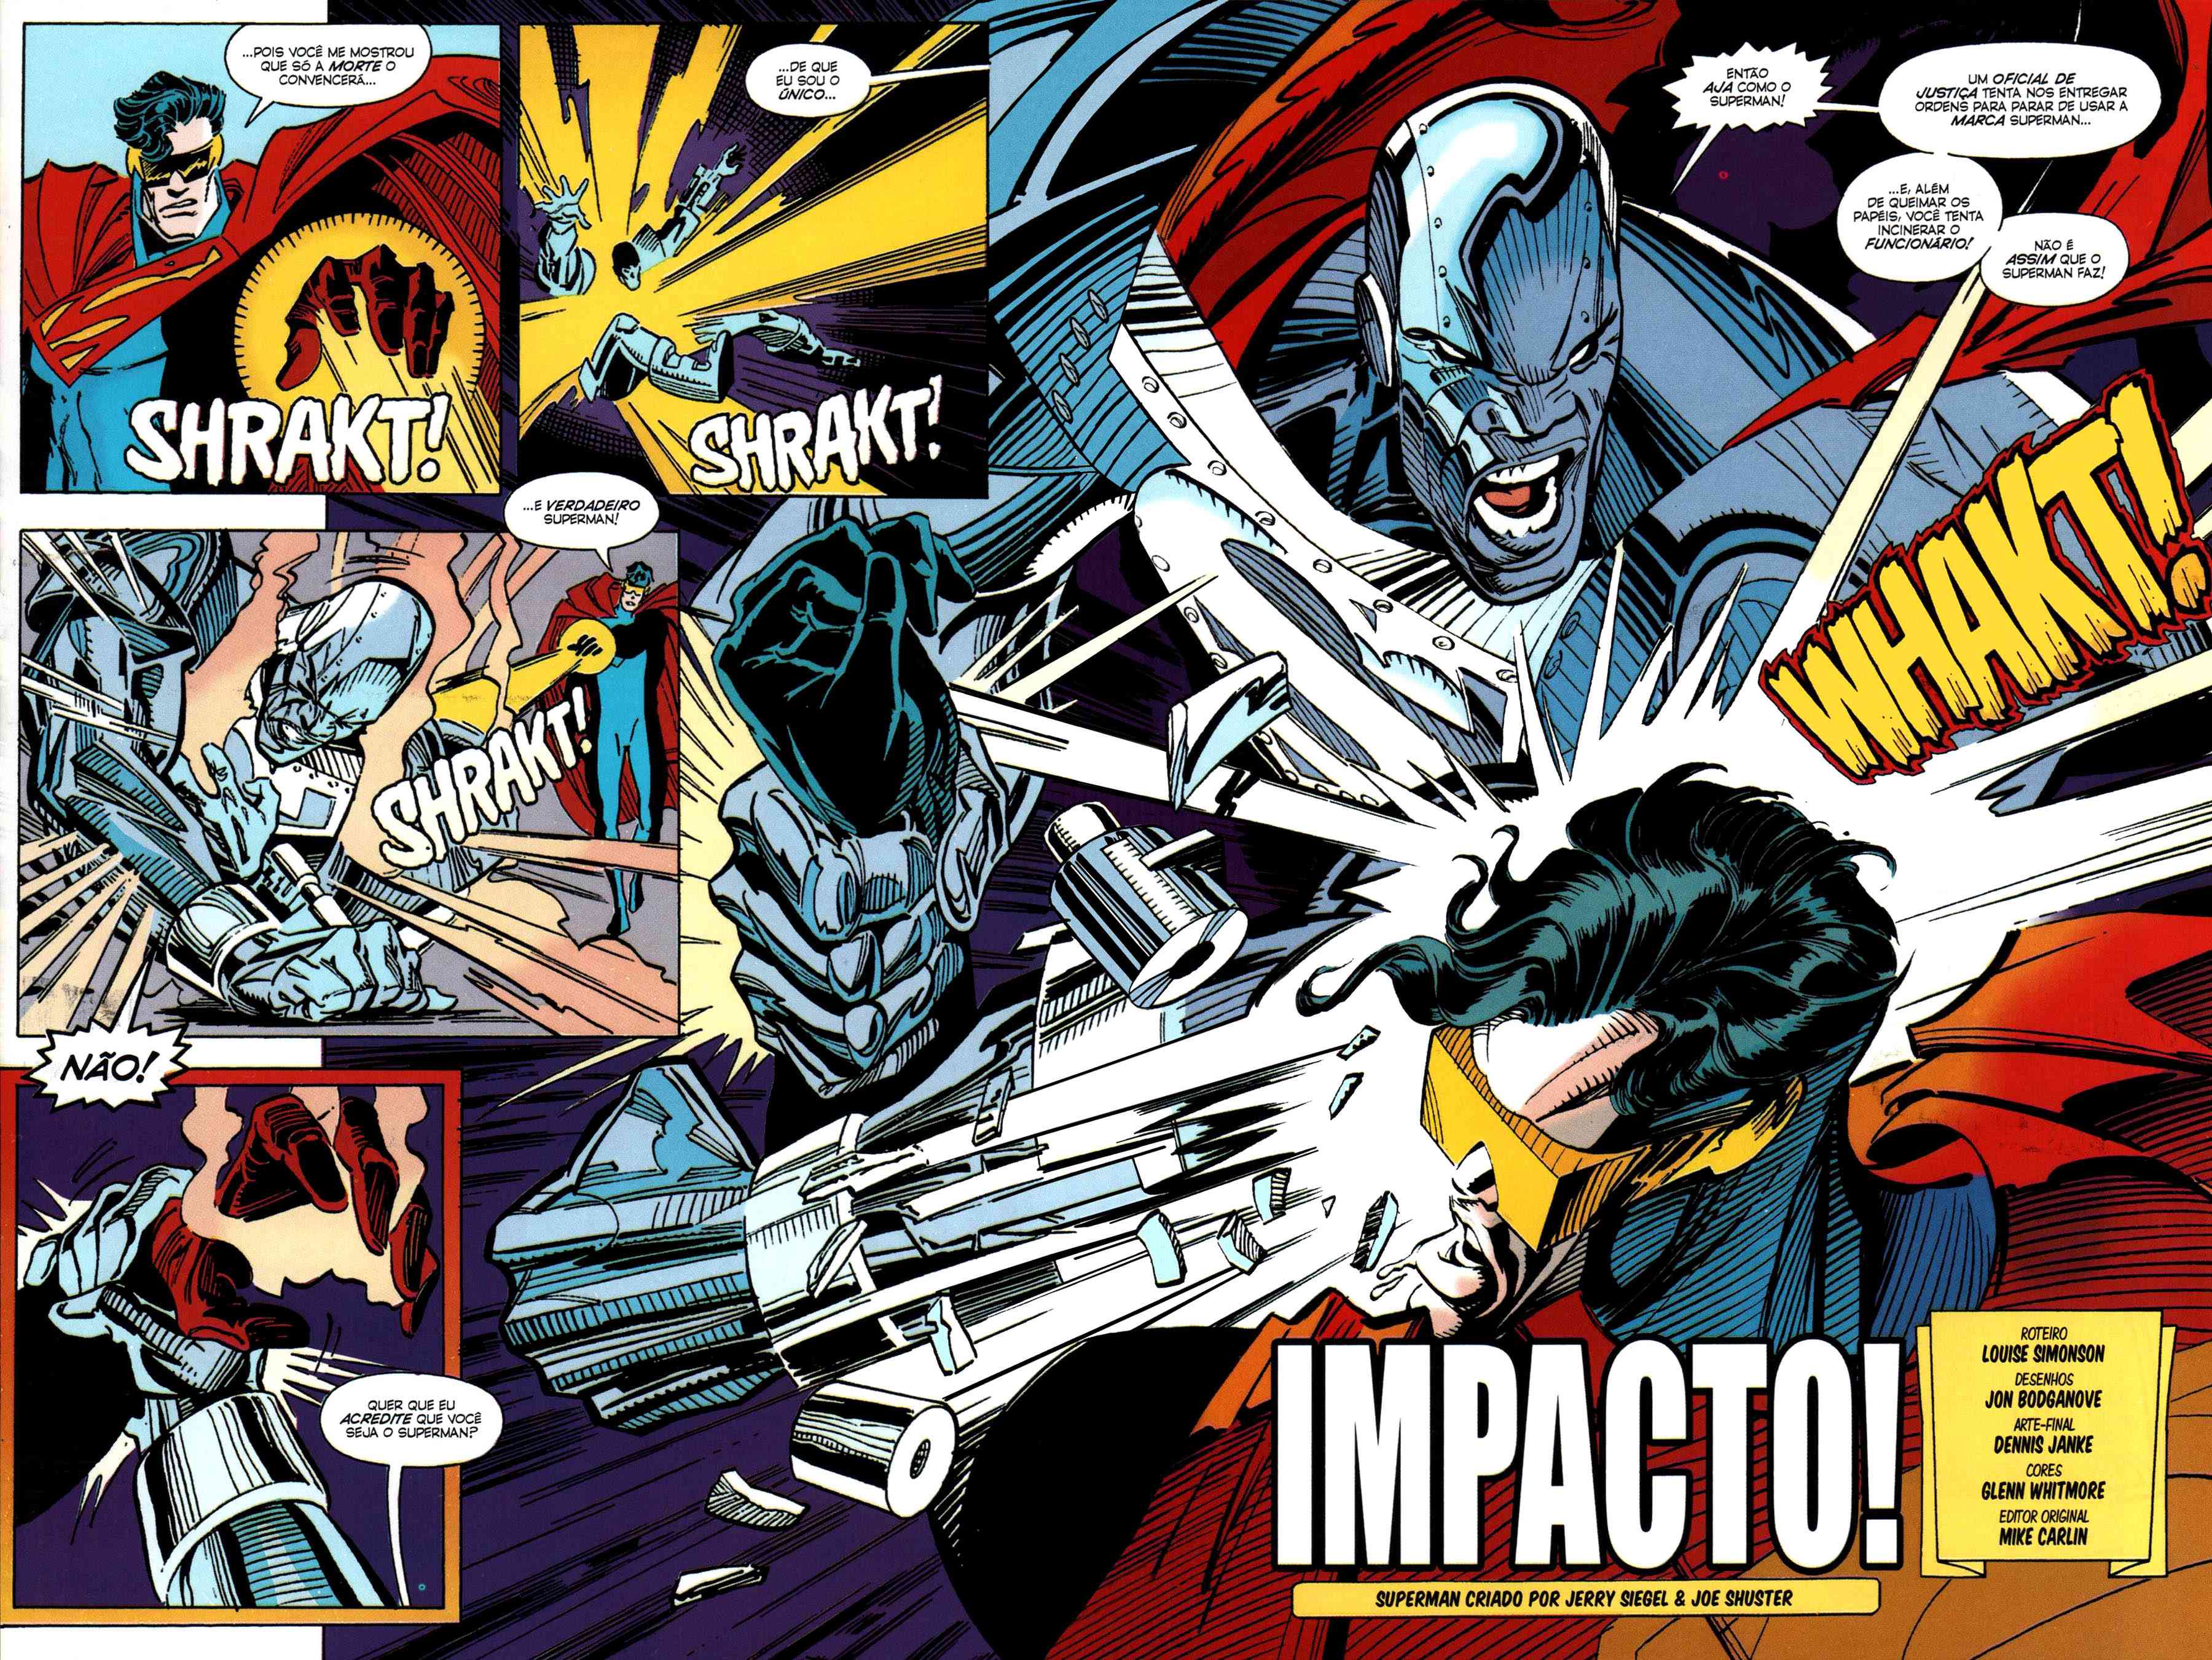 ...POIS VOCÊ ME MOSTROU
QUE SÓ A MORTE O
CONVENCERÁ...
SHRAKT!
...DE QUE
EU SOU O
ÚNICO...
SHRAKT!
...E VERDADEIRO
SUPERMAN!
SHRAKT!
NÃO!
QUER QUE EU
ACREDITE QUE VOCÊ
SEJA O SUPERMAN?
ENTÃO
AJA COMO O
SUPERMAN!
UM OFICIAL DE
JUSTIÇA TENTA NOS ENTREGAR
ORDENS PARA PARAR DE USAR A
MARCA SUPERMAN...
...E, ALÉM
DE QUEIMAR OS
PAPÉIS, VOCÊ TENTA
INCINERAR O
FUNCIONÁRIO!
NÃO É
ASSIM QUE O
SUPERMAN FAZ!
WHAKT!
IMPACTO!
SUPERMAN CRIADO POR JERRY SIEGEL & JOE SHUSTER
ROTEIRO
LOUISE SIMONSON
DESENHOS
JON BODGANOVE
ARTE-FINAL
DENNIS JANKE
CORES
GLENN WHITMORE
EDITOR ORIGINAL
MIKE CARLIN